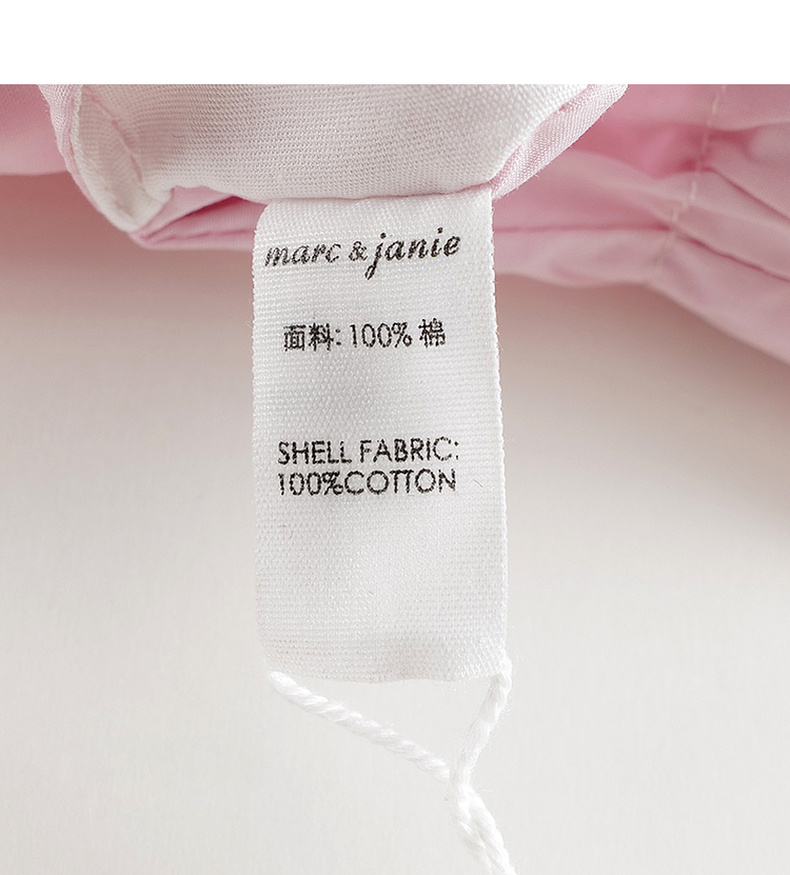 marc & janie
面料: 100% 棉
SHELL FABRIC:
100%COTTON